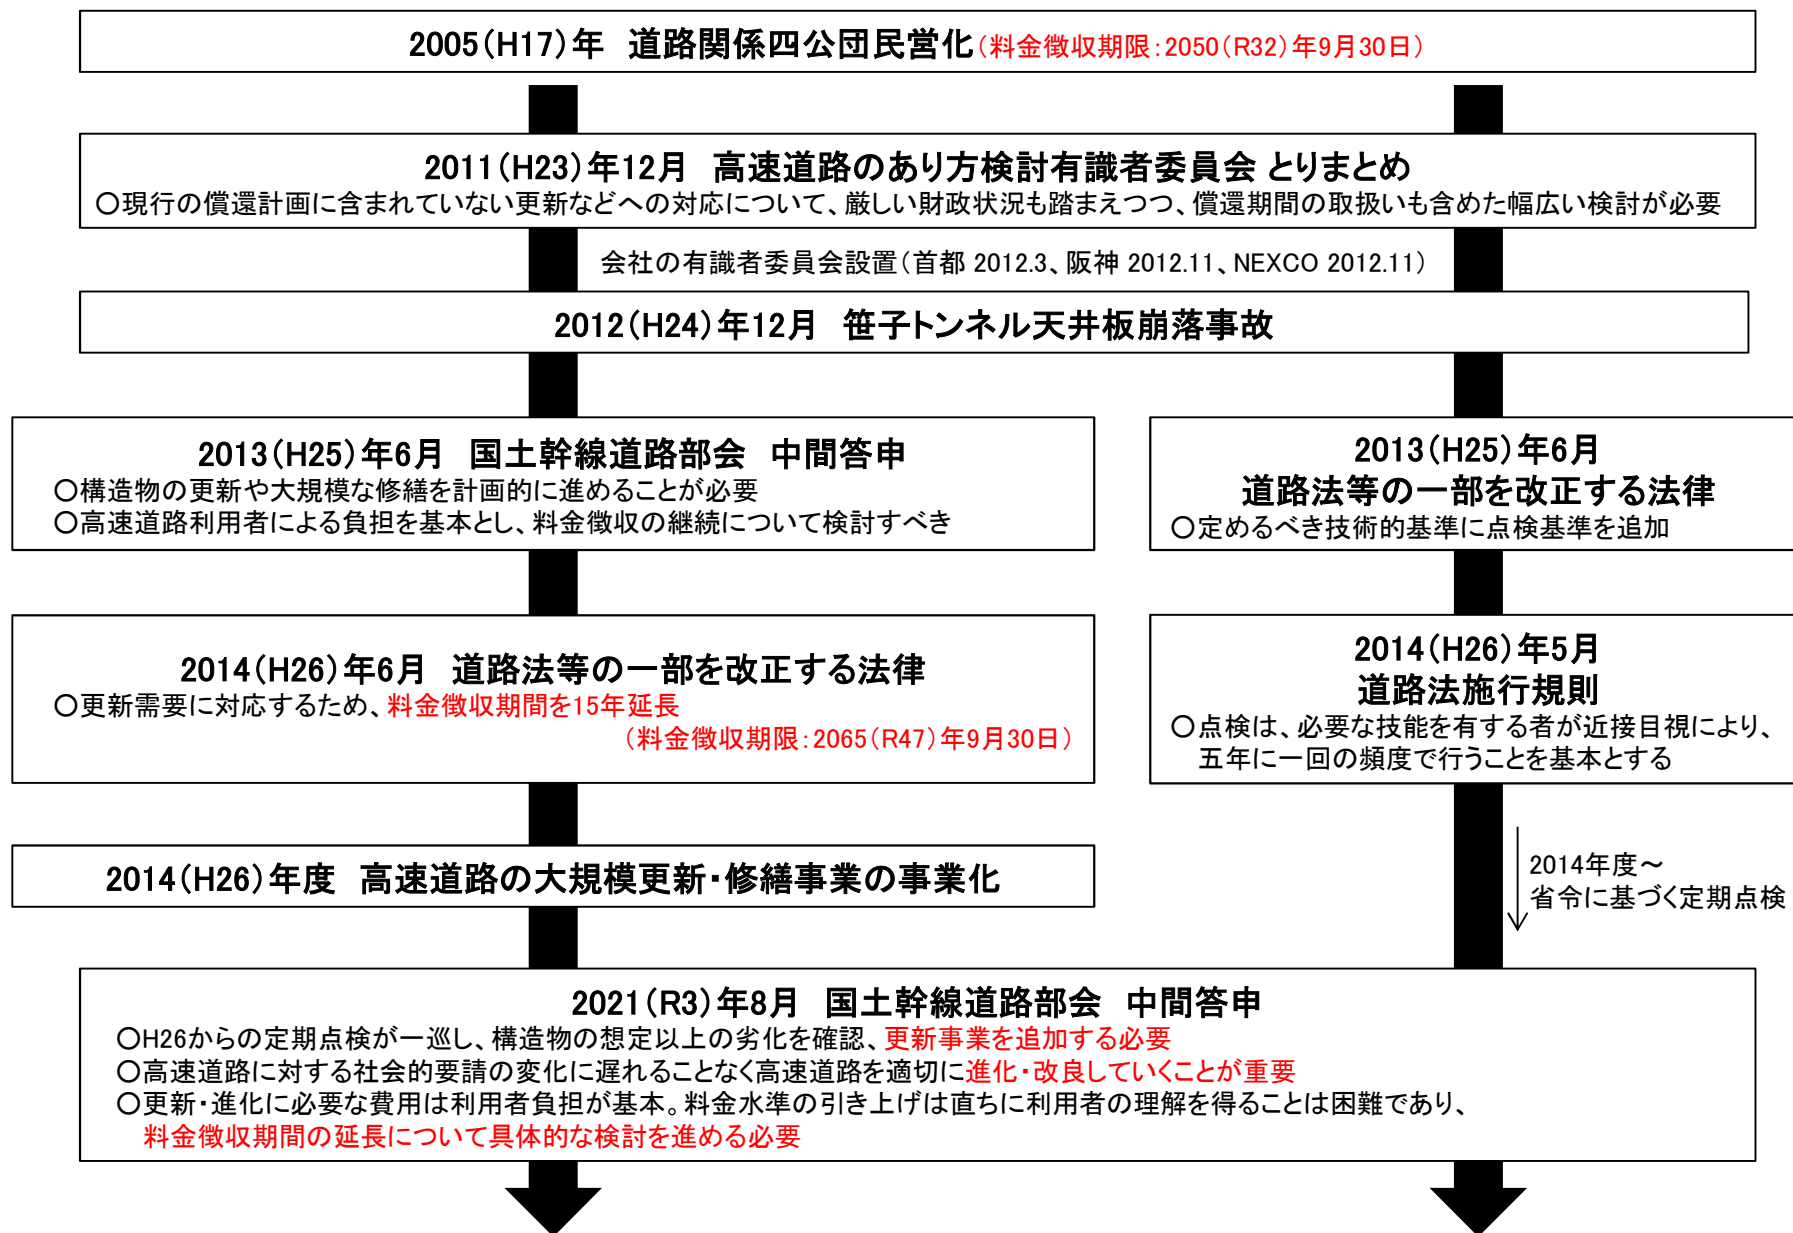 2005(H17)年　道路関係四公団民営化(料金徴収期限:2050(R32)年9月30日)
2011(H23)年12月　高速道路のあり方検討有識者委員会 とりまとめ
○現行の償還計画に含まれていない更新などへの対応について、厳しい財政状況も踏まえつつ、償還期間の取扱いも含めた幅広い検討が必要
会社の有識者委員会設置(首都 2012.3、阪神 2012.11、NEXCO 2012.11)
2012(H24)年12月　笹子トンネル天井板崩落事故
2013(H25)年6月　国土幹線道路部会　中間答申
○構造物の更新や大規模な修繕を計画的に進めることが必要
○高速道路利用者による負担を基本とし、料金徴収の継続について検討すべき
2013(H25)年6月
道路法等の一部を改正する法律
○定めるべき技術的基準に点検基準を追加
2014(H26)年6月　道路法等の一部を改正する法律
○更新需要に対応するため、料金徴収期間を15年延長
(料金徴収期限:2065(R47)年9月30日)
2014(H26)年5月
道路法施行規則
○点検は、必要な技能を有する者が近接目視により、
五年に一回の頻度で行うことを基本とする
2014(H26)年度　高速道路の大規模更新・修繕事業の事業化
2014年度～
省令に基づく定期点検
2021(R3)年8月　国土幹線道路部会　中間答申
○H26からの定期点検が一巡し、構造物の想定以上の劣化を確認、更新事業を追加する必要
○高速道路に対する社会的要請の変化に遅れることなく高速道路を適切に進化・改良していくことが重要
○更新・進化に必要な費用は利用者負担が基本。料金水準の引き上げは直ちに利用者の理解を得ることは困難であり、
料金徴収期間の延長について具体的な検討を進める必要